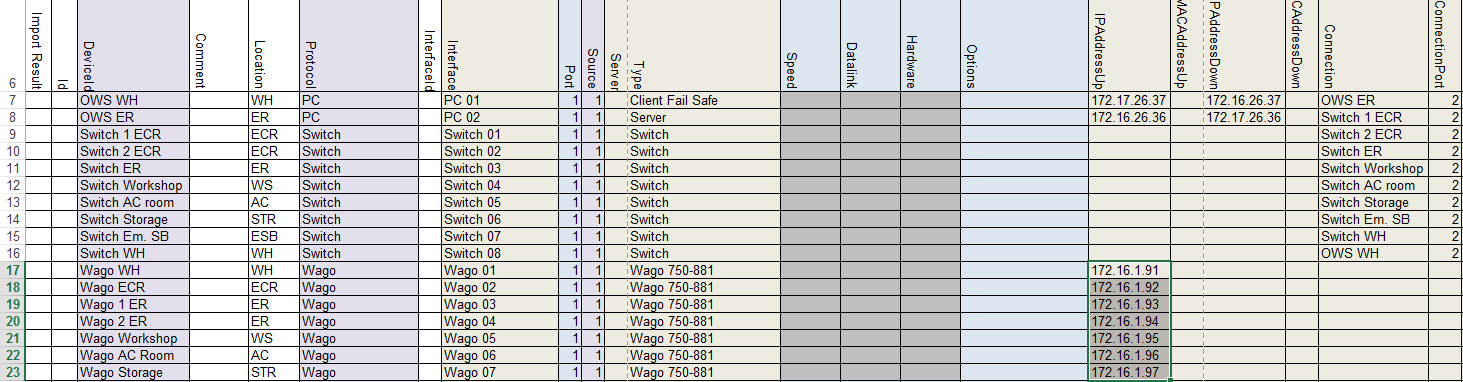 6 Import Result Id DeviceId Comment Location Protocol InterfaceId Interface Port Source Server Type Speed Datalink Hardware Options IPAddressUp MACAddressUp PAddressDown CAddressDown Connection ConnectionPort
7 OWS WH WH PC PC 01 1 1 Client Fail Safe 172.17.26.37 172.16.26.37 OWS ER 2
8 OWS ER ER PC PC 02 1 1 Server 172.16.26.36 172.17.26.36 Switch 1 ECR 2
9 Switch 1 ECR ECR Switch Switch 01 1 1 Switch Switch 2 ECR 2
10 Switch 2 ECR ECR Switch Switch 02 1 1 Switch Switch ER 2
11 Switch ER ER Switch Switch 03 1 1 Switch Switch Workshop 2
12 Switch Workshop WS Switch Switch 04 1 1 Switch Switch AC room 2
13 Switch AC room AC Switch Switch 05 1 1 Switch Switch Storage 2
14 Switch Storage STR Switch Switch 06 1 1 Switch Switch Em. SB 2
15 Switch Em. SB ESB Switch Switch 07 1 1 Switch Switch WH 2
16 Switch WH WH Switch Switch 08 1 1 Switch OWS WH 2
17 Wago WH WH Wago Wago 01 1 1 Wago 750-881 172.16.1.91
18 Wago ECR ECR Wago Wago 02 1 1 Wago 750-881 172.16.1.92
19 Wago 1 ER ER Wago Wago 03 1 1 Wago 750-881 172.16.1.93
20 Wago 2 ER ER Wago Wago 04 1 1 Wago 750-881 172.16.1.94
21 Wago Workshop WS Wago Wago 05 1 1 Wago 750-881 172.16.1.95
22 Wago AC Room AC Wago Wago 06 1 1 Wago 750-881 172.16.1.96
23 Wago Storage STR Wago Wago 07 1 1 Wago 750-881 172.16.1.97